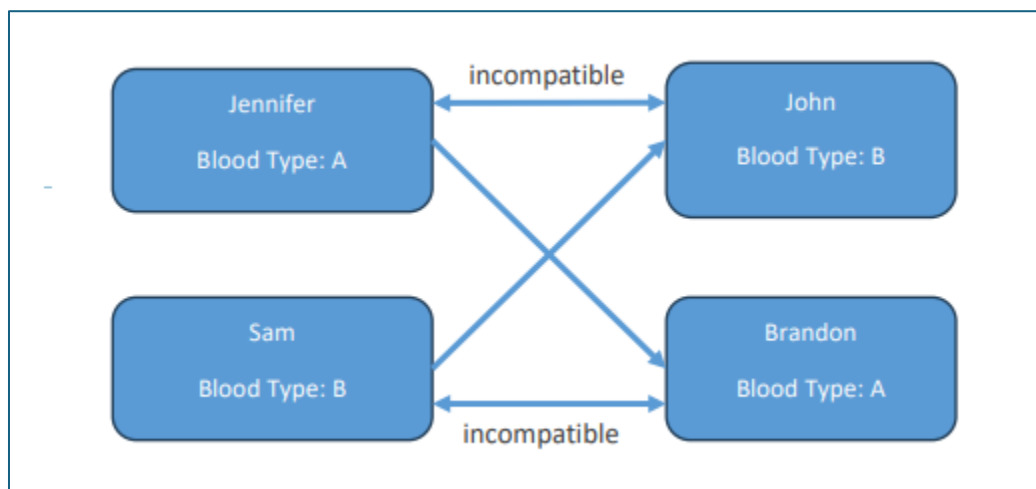 incompatible
Jennifer
Blood Type: A
John
Blood Type: B
Sam
Blood Type: B
Brandon
Blood Type: A
incompatible